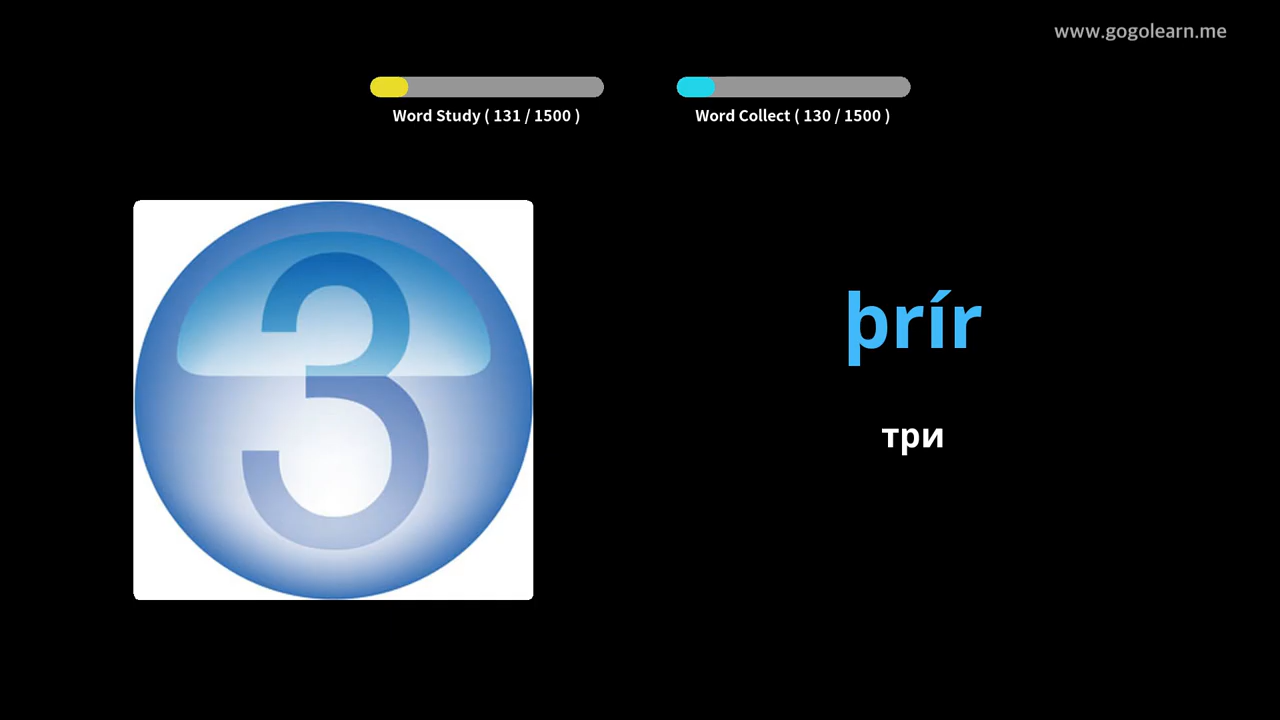 www.gogolearn.me
Word Study ( 131 / 1500 )
Word Collect ( 130 / 1500 )
3
þrír
три